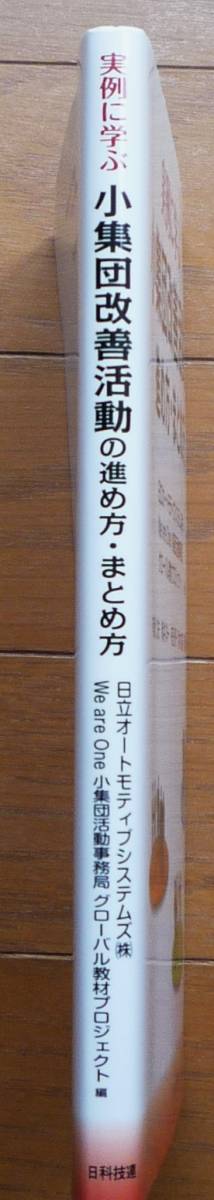 実例に学ぶ
小集団改善活動の進め方・まとめ方
日立オートモティブシステムズ㈱
We are One 小集団活動事務局 グローバル教材プロジェクト 編
日科技連